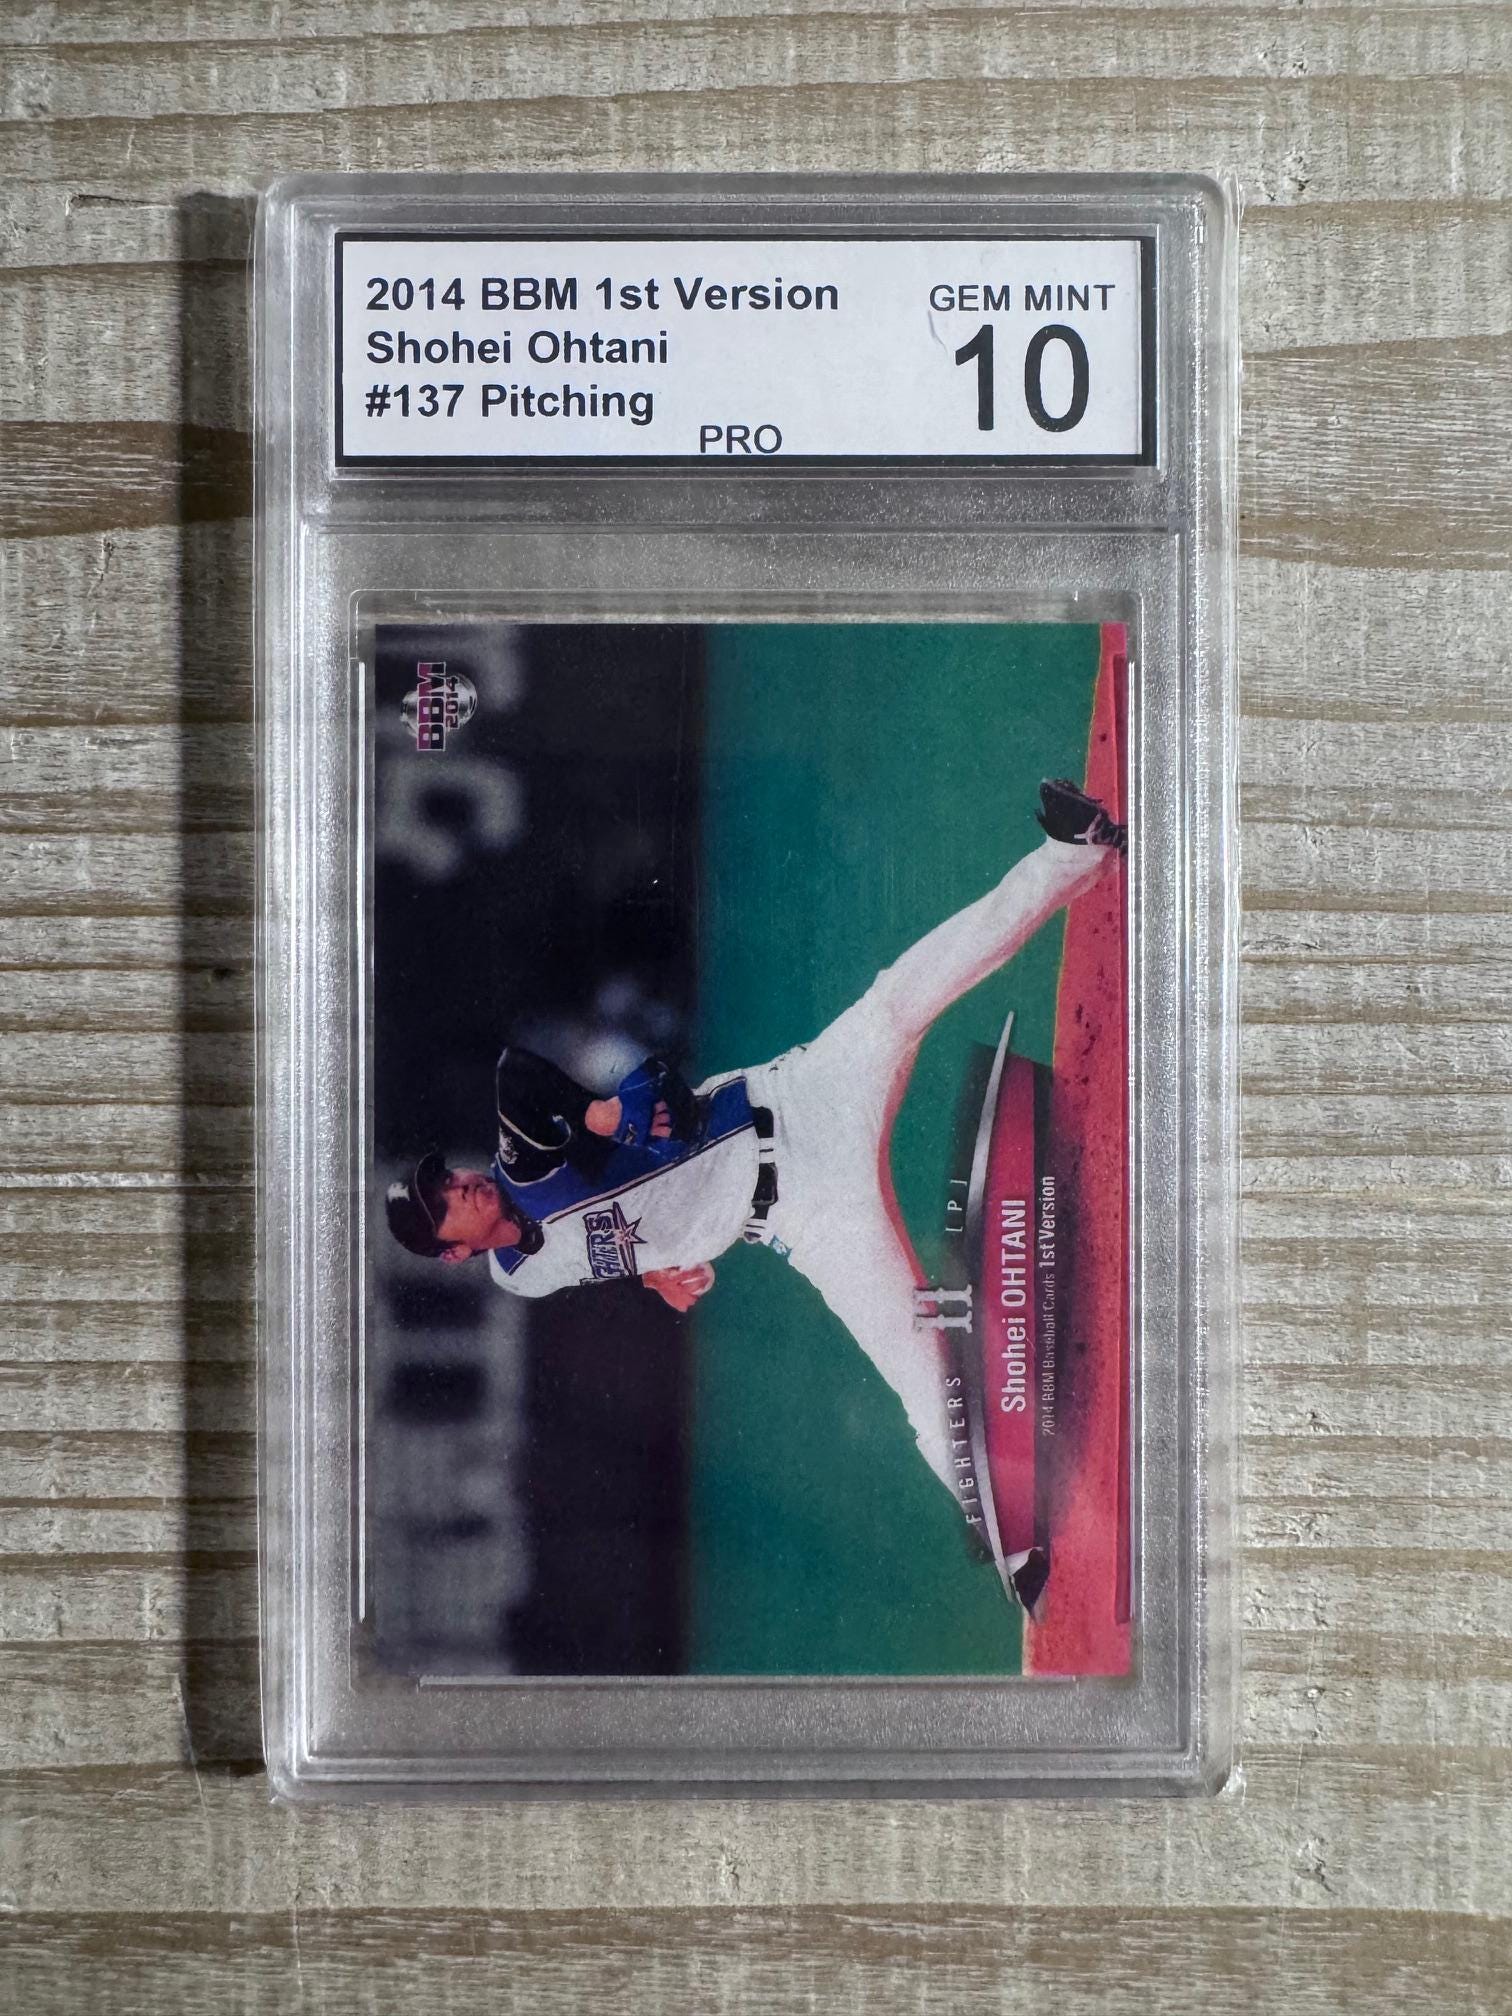 2014 BBM 1st Version
Shohei Ohtani
#137 Pitching
GEM MINT
10
PRO
BBM
2014
FIGHTERS 11 [P]
Shohei OHTANI
2014 BBM Baseball Cards 1st Version